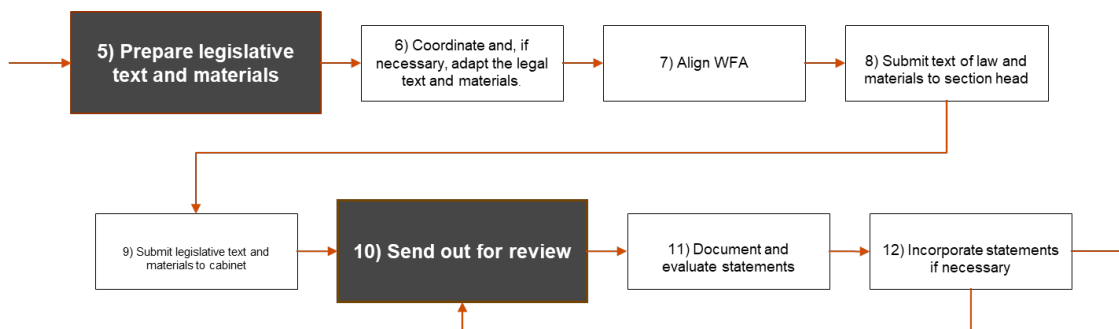 5) Prepare legislative
text and materials
6) Coordinate and, if
necessary, adapt the legal
text and materials.
7) Align WFA
8) Submit text of law and
materials to section head
9) Submit legislative text and
materials to cabinet
10) Send out for review
11) Document and
evaluate statements
12) Incorporate statements
if necessary